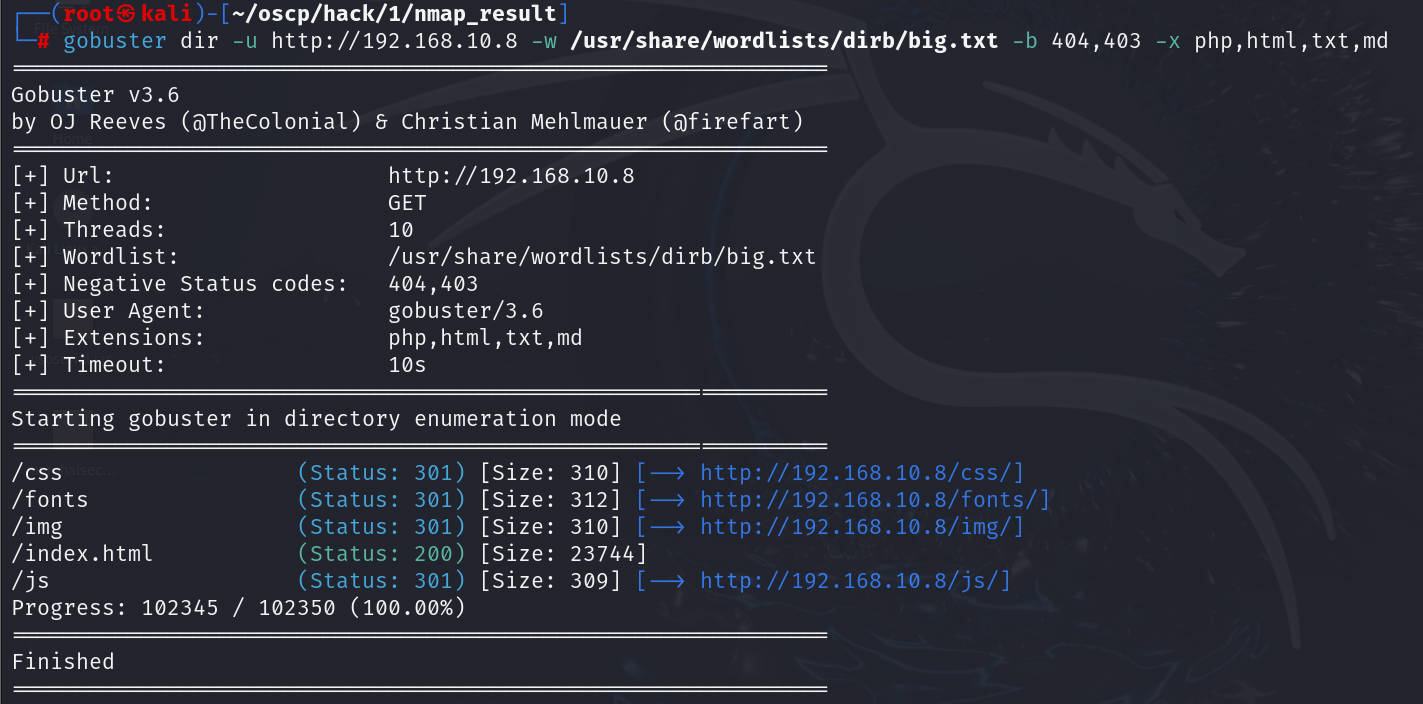 ┌──(root㉿kali)-[~/oscp/hack/1/nmap_result]
└─# gobuster dir -u http://192.168.10.8 -w /usr/share/wordlists/dirb/big.txt -b 404,403 -x php,html,txt,md
===============================================================
Gobuster v3.6
by OJ Reeves (@TheColonial) & Christian Mehlmauer (@firefart)
===============================================================
[+] Url:                     http://192.168.10.8
[+] Method:                  GET
[+] Threads:                 10
[+] Wordlist:                /usr/share/wordlists/dirb/big.txt
[+] Negative Status codes:   404,403
[+] User Agent:              gobuster/3.6
[+] Extensions:              php,html,txt,md
[+] Timeout:                 10s
===============================================================
Starting gobuster in directory enumeration mode
===============================================================
/css                  (Status: 301) [Size: 310] [--> http://192.168.10.8/css/]
/fonts                (Status: 301) [Size: 312] [--> http://192.168.10.8/fonts/]
/img                  (Status: 301) [Size: 310] [--> http://192.168.10.8/img/]
/index.html           (Status: 200) [Size: 23744]
/js                   (Status: 301) [Size: 309] [--> http://192.168.10.8/js/]
Progress: 102345 / 102350 (100.00%)
===============================================================
Finished
===============================================================